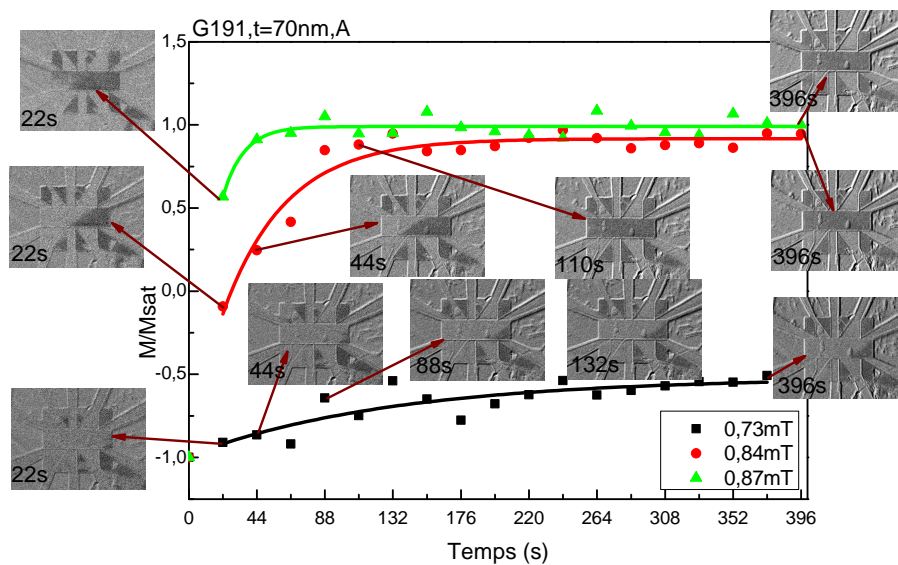 G191,t=70nm,A
1,5
1,0
0,5
0,0
-0,5
-1,0
M/Msat
0
44
88
132
176
220
264
308
352
396
Temps (s)
22s
22s
22s
44s
110s
44s
88s
132s
396s
396s
396s
0,73mT
0,84mT
0,87mT